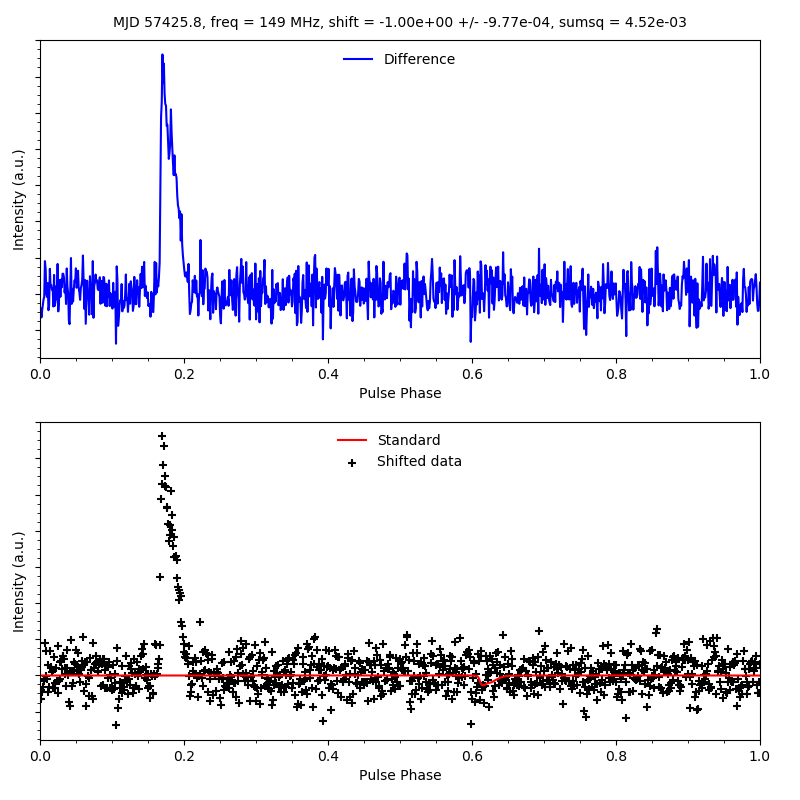 MJD 57425.8, freq = 149 MHz, shift = -1.00e+00 +/- -9.77e-04, sumsq = 4.52e-03
Difference
Intensity (a.u.)
0.0 0.2 0.4 0.6 0.8 1.0
Pulse Phase
Standard
Shifted data
Intensity (a.u.)
0.0 0.2 0.4 0.6 0.8 1.0
Pulse Phase